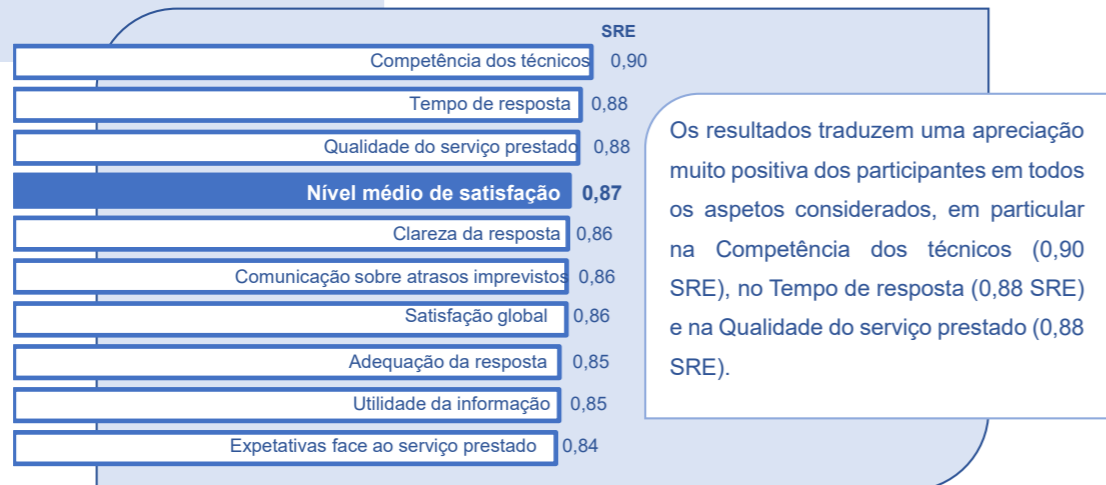 SRE
Competência dos técnicos 0,90
Tempo de resposta 0,88
Qualidade do serviço prestado 0,88
Nível médio de satisfação 0,87
Clareza da resposta 0,86
Comunicação sobre atrasos imprevistos 0,86
Satisfação global 0,86
Adequação da resposta 0,85
Utilidade da informação 0,85
Expetativas face ao serviço prestado 0,84
Os resultados traduzem uma apreciação
muito positiva dos participantes em todos
os aspetos considerados, em particular
na Competência dos técnicos (0,90
SRE), no Tempo de resposta (0,88 SRE)
e na Qualidade do serviço prestado (0,88
SRE).